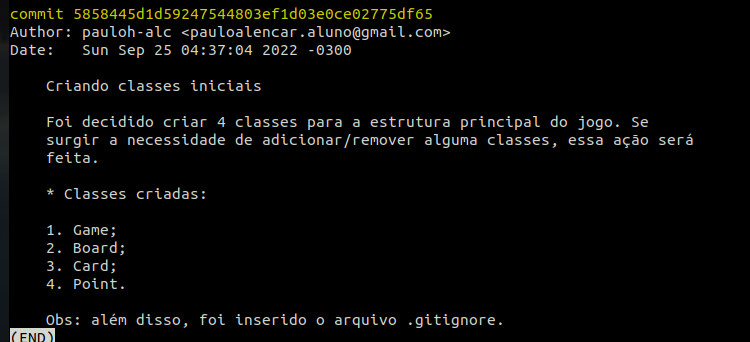 commit 5858445d1d59247544803ef1d03e0ce02775df65
Author: pauloh-alc <pauloalencar.aluno@gmail.com>
Date:   Sun Sep 25 04:37:04 2022 -0300
Criando classes iniciais
Foi decidido criar 4 classes para a estrutura principal do jogo. Se
surgir a necessidade de adicionar/remover alguma classes, essa ação será
feita.
* Classes criadas:
1. Game;
2. Board;
3. Card;
4. Point.
Obs: além disso, foi inserido o arquivo .gitignore.
(END)